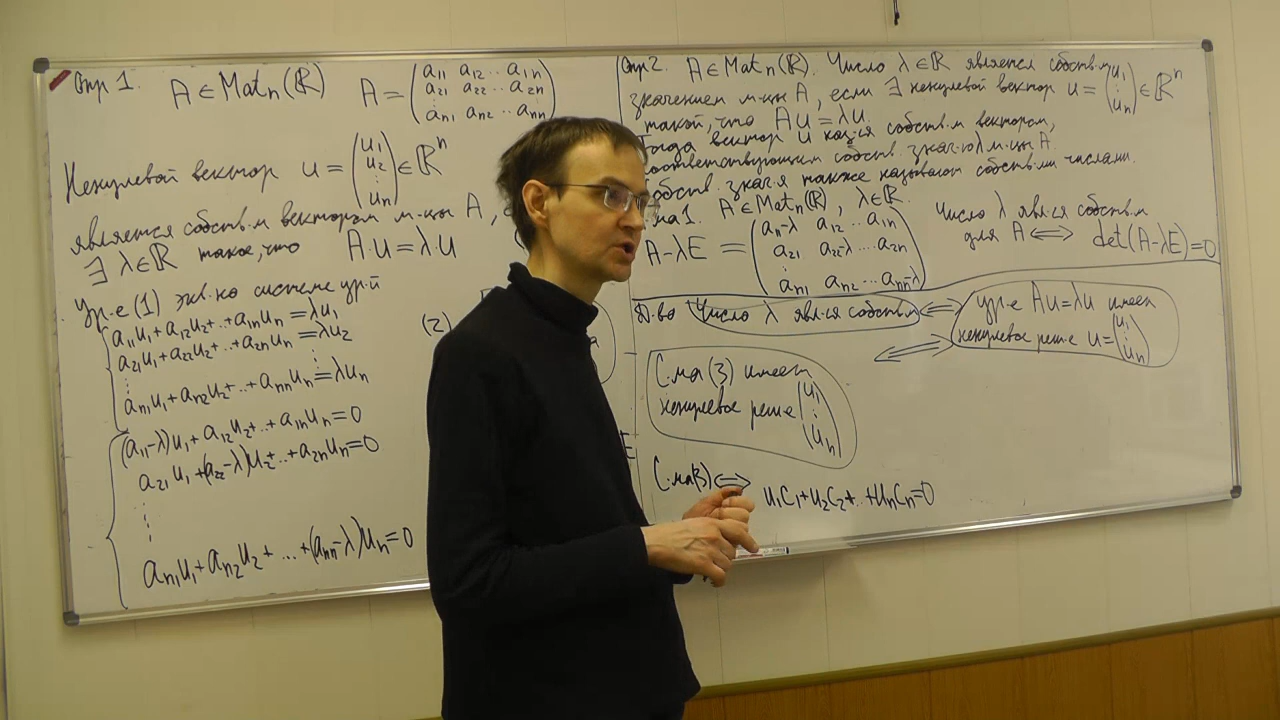 Опр 1. A ∈ Matₙ(ℝ) A = (a₁₁ a₁₂ .. a₁ₙ
a₂₁ a₂₂ ... a₂ₙ
aₙ₁ aₙ₂ ... aₙₙ)
Ненулевой вектор u = (u₁
u₂
⋮
uₙ) ∈ ℝⁿ
является собств-м вектором м-цы A,
∃ λ∈ℝ такое, что A·u = λu
Ур-е (1) экв-но системе ур-й
a₁₁u₁+a₁₂u₂+..+a₁ₙuₙ = λu₁
a₂₁u₁+a₂₂u₂+..+a₂ₙuₙ = λu₂
⋮ ⋮
aₙ₁u₁+aₙ₂u₂+..+aₙₙuₙ = λuₙ
(2)
(a₁₁-λ)u₁+a₁₂u₂+..+a₁ₙuₙ=0
a₂₁u₁+(a₂₂-λ)u₂+..+a₂ₙuₙ=0
⋮
aₙ₁u₁+aₙ₂u₂+...+(aₙₙ-λ)uₙ=0
Опр 2. A ∈ Matₙ(ℝ). Число λ∈ℝ является собств-м
значением м-цы A, если ∃ ненулевой вектор u = (u₁
⋮
uₙ) ∈ ℝⁿ
такой, что Au = λu.
Тогда вектор u наз-ся собств-м вектором,
соответствующим собств. знач-ю λ м-цы A.
Собств. знач-я также называют собств-ми числами.
1. A∈Matₙ(ℝ), λ∈ℝ.
A-λE = (a₁₁-λ a₁₂ ... a₁ₙ
a₂₁ a₂₂-λ ... a₂ₙ
⋮
aₙ₁ aₙ₂ ... aₙₙ-λ)
Число λ явл-ся собств-м
для A ⟺ det(A-λE)=0
Д-во Число λ явл-ся собств-м ⟺ ур-е Au=λu имеет
ненулевое реш-е u=(u₁
⋮
uₙ)
⟺
С-ма (3) имеет
ненулевое реш-е (u₁
⋮
uₙ)
С-ма(3) ⟺ u₁C₁+u₂C₂+..+uₙCₙ=0